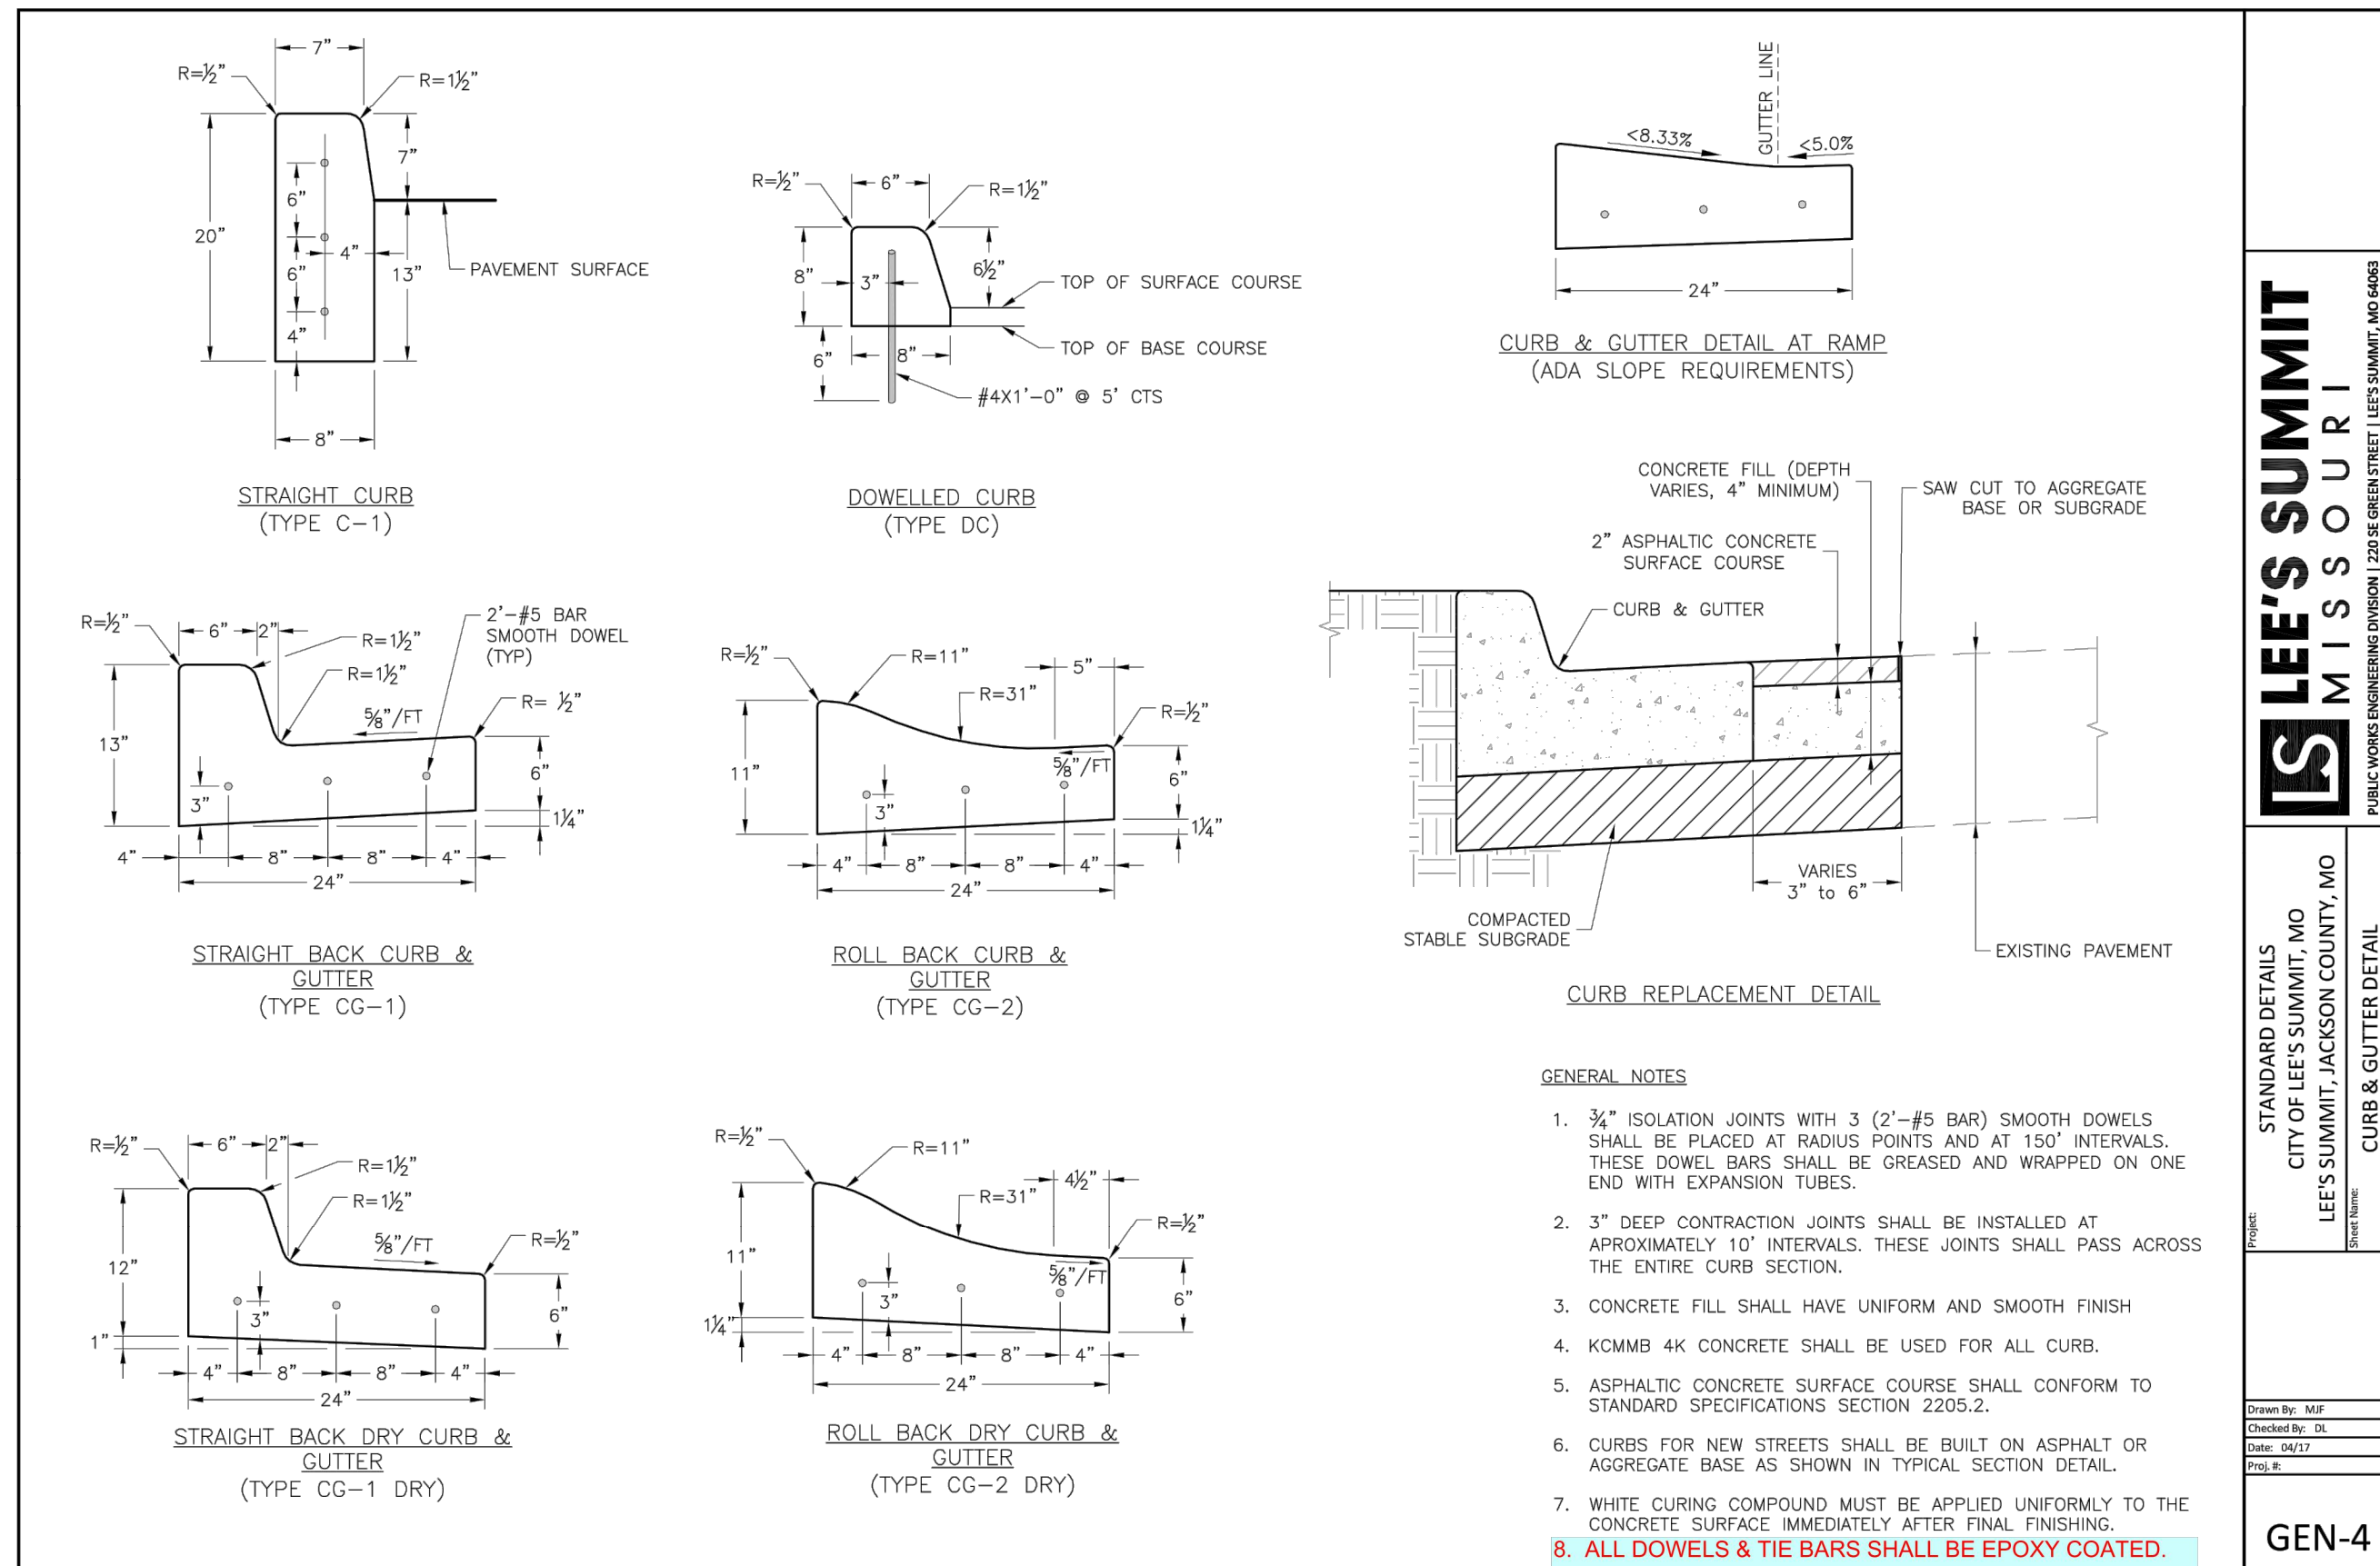 7"
R=½"
R=1½"
20"
7"
6"
6"
4"
4"
13"
PAVEMENT SURFACE
8"
STRAIGHT CURB
(TYPE C-1)
R=½"
6"
R=1½"
8"
3"
6½"
TOP OF SURFACE COURSE
TOP OF BASE COURSE
6"
8"
#4X1'-0" @ 5' CTS
DOWELLED CURB
(TYPE DC)
GUTTER LINE
<8.33%
<5.0%
24"
CURB & GUTTER DETAIL AT RAMP
(ADA SLOPE REQUIREMENTS)
R=½"
6"
2"
R=1½"
R=1½"
2'-#5 BAR
SMOOTH DOWEL
(TYP)
⅝"/FT
R= ½"
13"
3"
6"
1¼"
4"
8"
8"
4"
24"
STRAIGHT BACK CURB &
GUTTER
(TYPE CG-1)
R=½"
R=11"
R=31"
5"
R=½"
⅝"/FT
11"
3"
6"
1¼"
4"
8"
8"
4"
24"
ROLL BACK CURB &
GUTTER
(TYPE CG-2)
CONCRETE FILL (DEPTH
VARIES, 4" MINIMUM)
SAW CUT TO AGGREGATE
BASE OR SUBGRADE
2" ASPHALTIC CONCRETE
SURFACE COURSE
CURB & GUTTER
VARIES
3" to 6"
COMPACTED
STABLE SUBGRADE
EXISTING PAVEMENT
CURB REPLACEMENT DETAIL
R=½"
6"
2"
R=1½"
R=1½"
⅝"/FT
R=½"
12"
3"
6"
1"
4"
8"
8"
4"
24"
STRAIGHT BACK DRY CURB &
GUTTER
(TYPE CG-1 DRY)
R=½"
R=11"
R=31"
4½"
R=½"
⅝"/FT
11"
3"
6"
1¼"
4"
8"
8"
4"
24"
ROLL BACK DRY CURB &
GUTTER
(TYPE CG-2 DRY)
GENERAL NOTES
1. ¾" ISOLATION JOINTS WITH 3 (2'-#5 BAR) SMOOTH DOWELS
SHALL BE PLACED AT RADIUS POINTS AND AT 150' INTERVALS.
THESE DOWEL BARS SHALL BE GREASED AND WRAPPED ON ONE
END WITH EXPANSION TUBES.
2. 3" DEEP CONTRACTION JOINTS SHALL BE INSTALLED AT
APROXIMATELY 10' INTERVALS. THESE JOINTS SHALL PASS ACROSS
THE ENTIRE CURB SECTION.
3. CONCRETE FILL SHALL HAVE UNIFORM AND SMOOTH FINISH
4. KCMMB 4K CONCRETE SHALL BE USED FOR ALL CURB.
5. ASPHALTIC CONCRETE SURFACE COURSE SHALL CONFORM TO
STANDARD SPECIFICATIONS SECTION 2205.2.
6. CURBS FOR NEW STREETS SHALL BE BUILT ON ASPHALT OR
AGGREGATE BASE AS SHOWN IN TYPICAL SECTION DETAIL.
7. WHITE CURING COMPOUND MUST BE APPLIED UNIFORMLY TO THE
CONCRETE SURFACE IMMEDIATELY AFTER FINAL FINISHING.
8. ALL DOWELS & TIE BARS SHALL BE EPOXY COATED.
LS
LEE'S SUMMIT
MISSOURI
PUBLIC WORKS ENGINEERING DIVISION | 220 SE GREEN STREET | LEE'S SUMMIT, MO 64063
Project:
STANDARD DETAILS
CITY OF LEE'S SUMMIT, MO
LEE'S SUMMIT, JACKSON COUNTY, MO
Sheet Name:
CURB & GUTTER DETAIL
Drawn By: MJF
Checked By: DL
Date: 04/17
Proj. #:
GEN-4